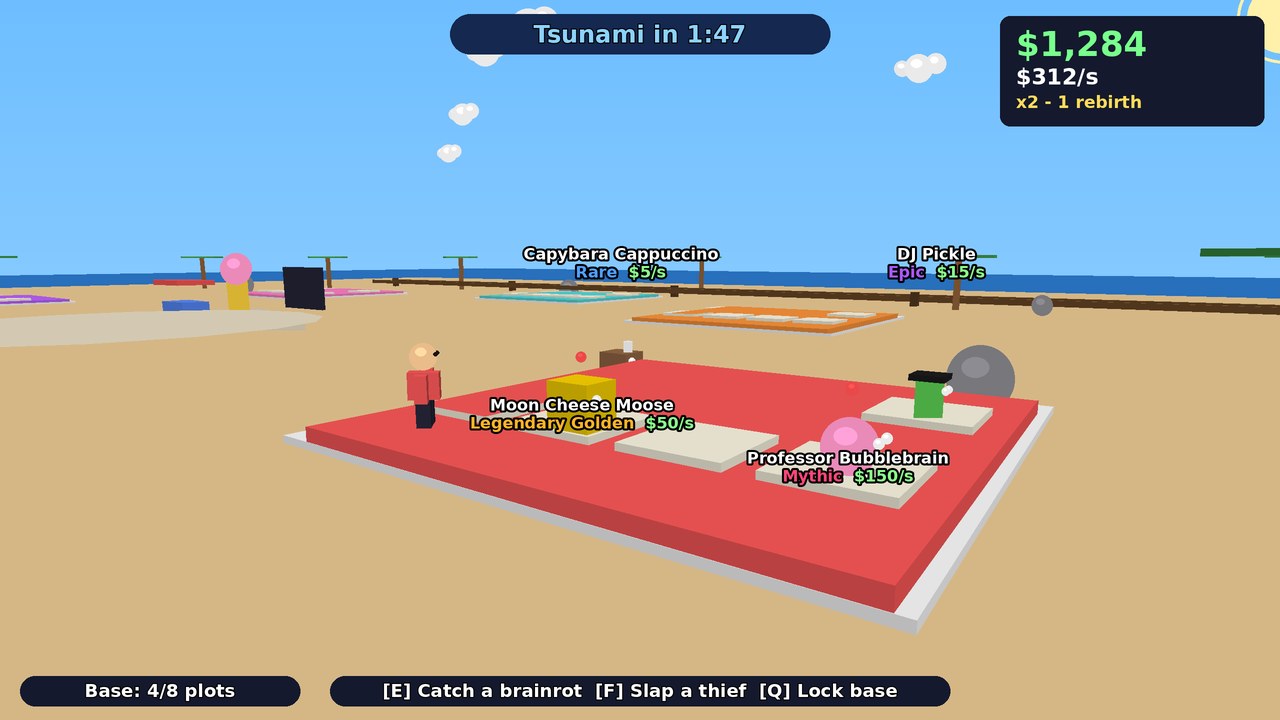 Tsunami in 1:47
$1,284
$312/s
x2 - 1 rebirth
Capybara Cappuccino
Rare $5/s
DJ Pickle
Epic $15/s
Moon Cheese Moose
Legendary Golden $50/s
Professor Bubblebrain
Mythic $150/s
Base: 4/8 plots
[E] Catch a brainrot [F] Slap a thief [Q] Lock base